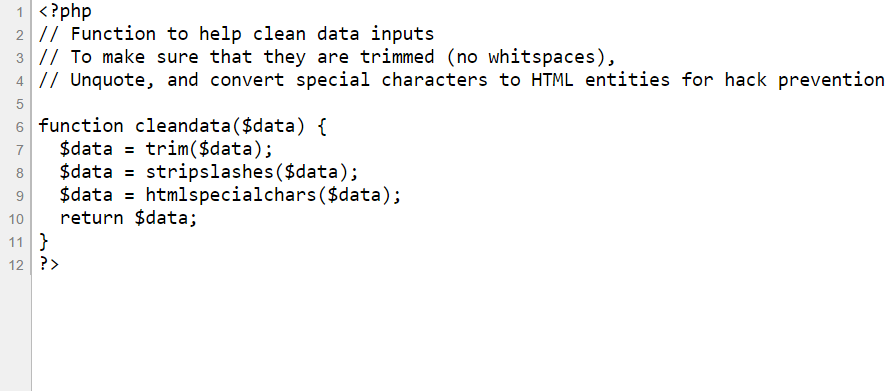 1 <?php
2 // Function to help clean data inputs
3 // To make sure that they are trimmed (no whitspaces),
4 // Unquote, and convert special characters to HTML entities for hack prevention
5
6 function cleandata($data) {
7   $data = trim($data);
8   $data = stripslashes($data);
9   $data = htmlspecialchars($data);
10   return $data;
11 }
12 ?>